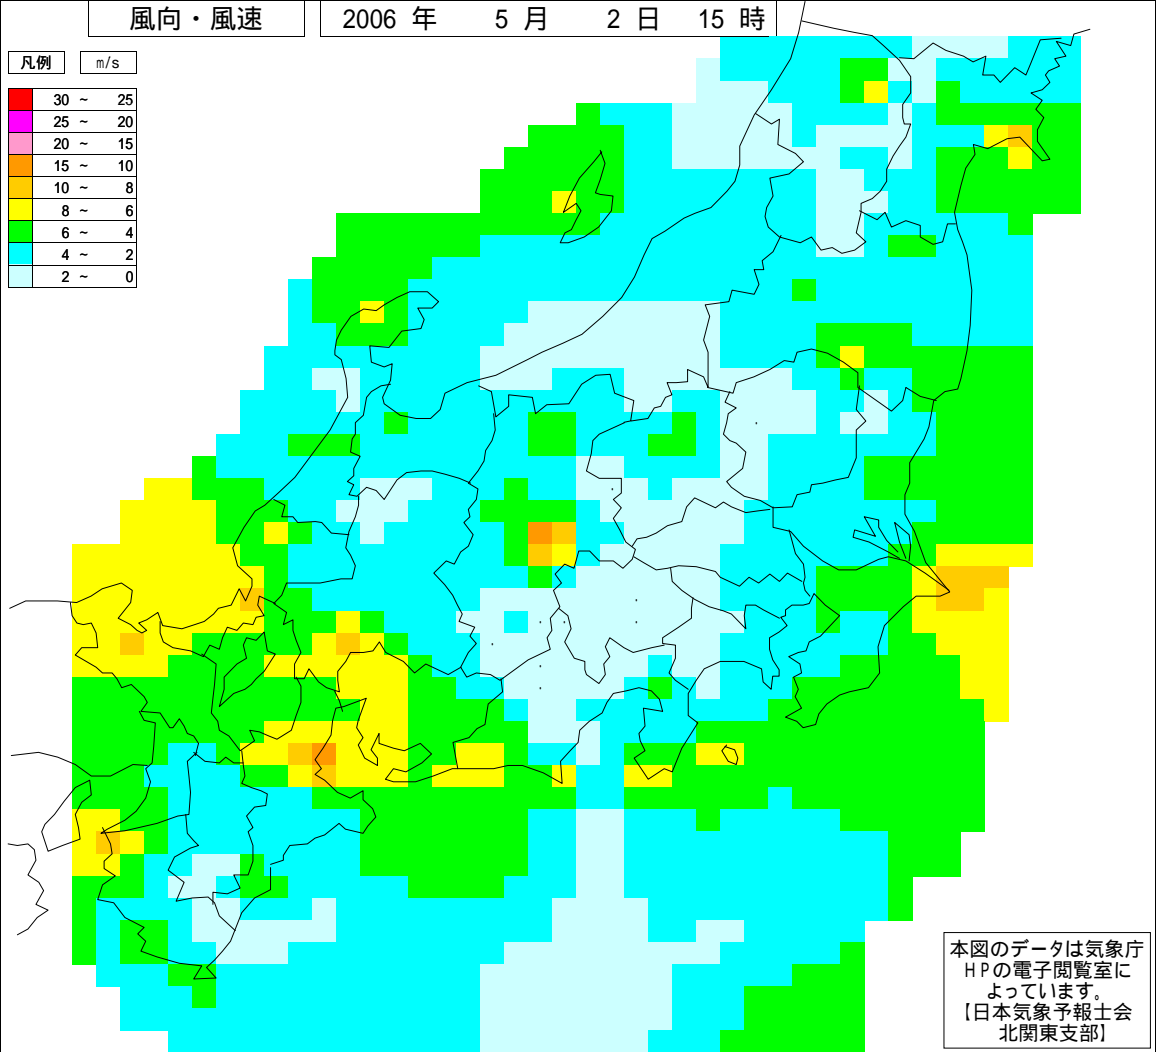 風向・風速
2006 年 5 月 2 日 15 時
凡例 m/s
30 ~ 25
25 ~ 20
20 ~ 15
15 ~ 10
10 ~ 8
8 ~ 6
6 ~ 4
4 ~ 2
2 ~ 0
本図のデータは気象庁
HPの電子閲覧室に
よっています。
【日本気象予報士会
北関東支部】